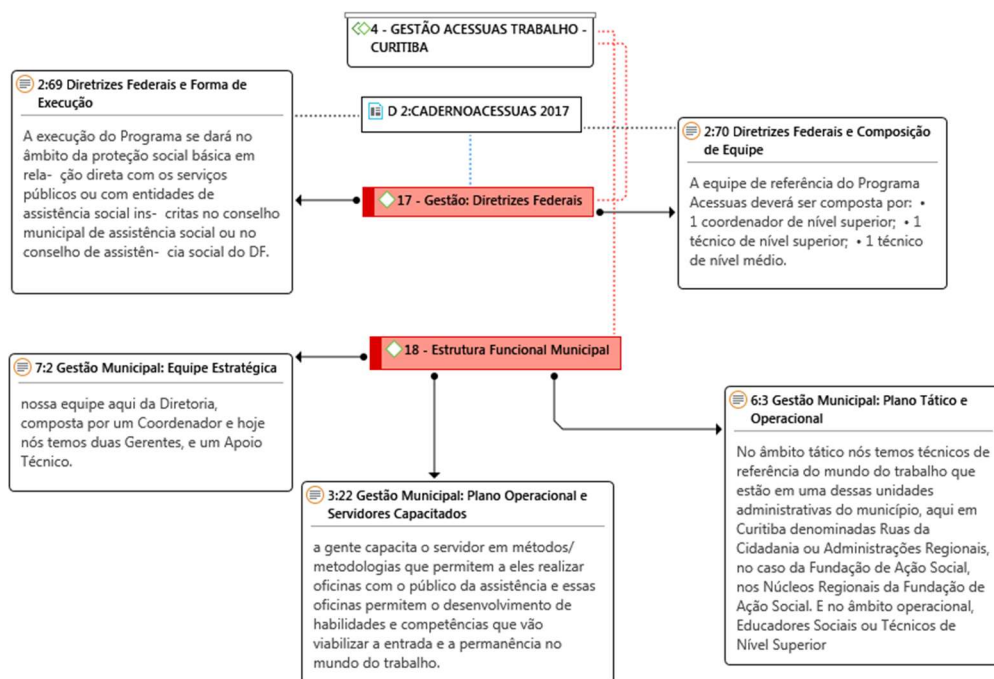 4 - GESTÃO ACESSUAS TRABALHO -
CURITIBA
2:69 Diretrizes Federais e Forma de
Execução
A execução do Programa se dará no
âmbito da proteção social básica em
rela- ção direta com os serviços
públicos ou com entidades de
assistência social ins- critas no conselho
municipal de assistência social ou no
conselho de assistên- cia social do DF.
D 2:CADERNOACESSUAS 2017
2:70 Diretrizes Federais e Composição
de Equipe
A equipe de referência do Programa
Acessuas deverá ser composta por: •
1 coordenador de nível superior; • 1
técnico de nível superior; • 1 técnico
de nível médio.
17 - Gestão: Diretrizes Federais
18 - Estrutura Funcional Municipal
7:2 Gestão Municipal: Equipe Estratégica
nossa equipe aqui da Diretoria,
composta por um Coordenador e hoje
nós temos duas Gerentes, e um Apoio
Técnico.
3:22 Gestão Municipal: Plano Operacional e
Servidores Capacitados
a gente capacita o servidor em métodos/
metodologias que permitem a eles realizar
oficinas com o público da assistência e essas
oficinas permitem o desenvolvimento de
habilidades e competências que vão
viabilizar a entrada e a permanência no
mundo do trabalho.
6:3 Gestão Municipal: Plano Tático e
Operacional
No âmbito tático nós temos técnicos de
referência do mundo do trabalho que
estão em uma dessas unidades
administrativas do município, aqui em
Curitiba denominadas Ruas da
Cidadania ou Administrações Regionais,
no caso da Fundação de Ação Social,
nos Núcleos Regionais da Fundação de
Ação Social. E no âmbito operacional,
Educadores Sociais ou Técnicos de
Nível Superior